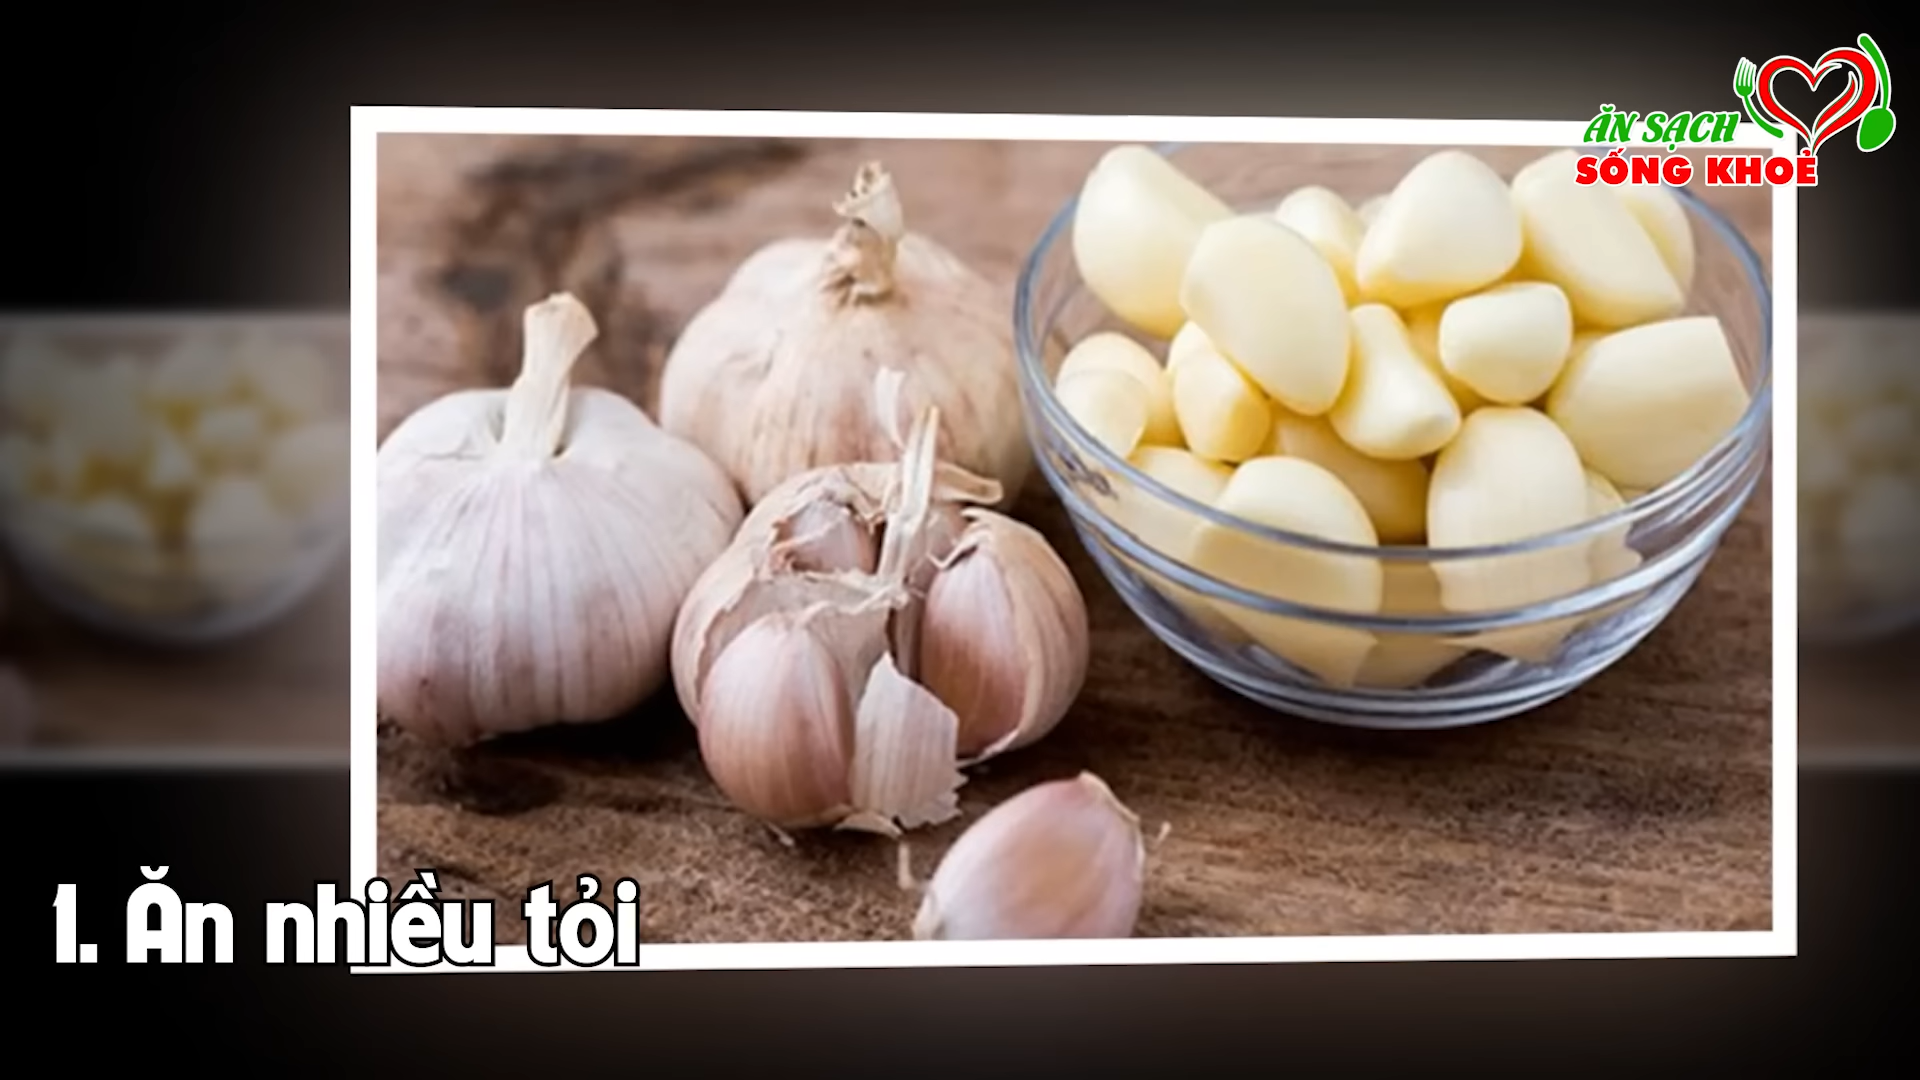 ĂN SẠCH
SỐNG KHOẺ
1. Ăn nhiều tỏi